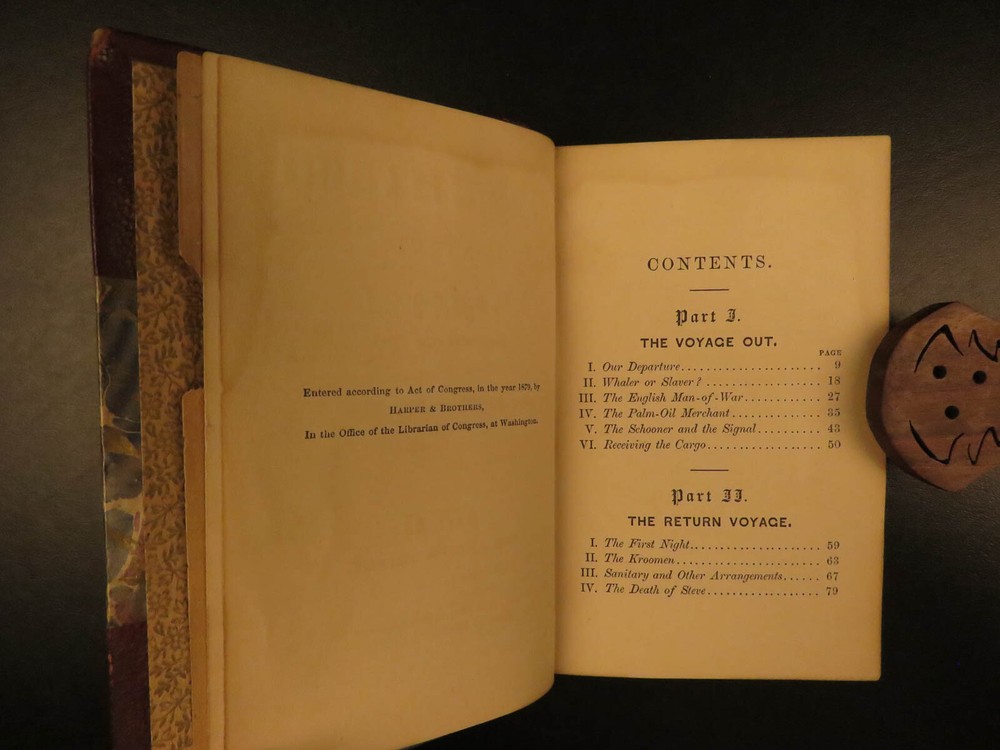 Entered according to Act of Congress, in the year 1879, by
HARPER & BROTHERS,
In the Office of the Librarian of Congress, at Washington.
CONTENTS.
Part I.
THE VOYAGE OUT.
PAGE
I. Our Departure ...................... 9
II. Whaler or Slaver? .................. 18
III. The English Man-of-War ............ 27
IV. The Palm-Oil Merchant .............. 35
V. The Schooner and the Signal .......... 43
VI. Receiving the Cargo .................. 50
Part II.
THE RETURN VOYAGE.
I. The First Night ..................... 59
II. The Kroomen ....................... 63
III. Sanitary and Other Arrangements ...... 67
IV. The Death of Steve .................. 79